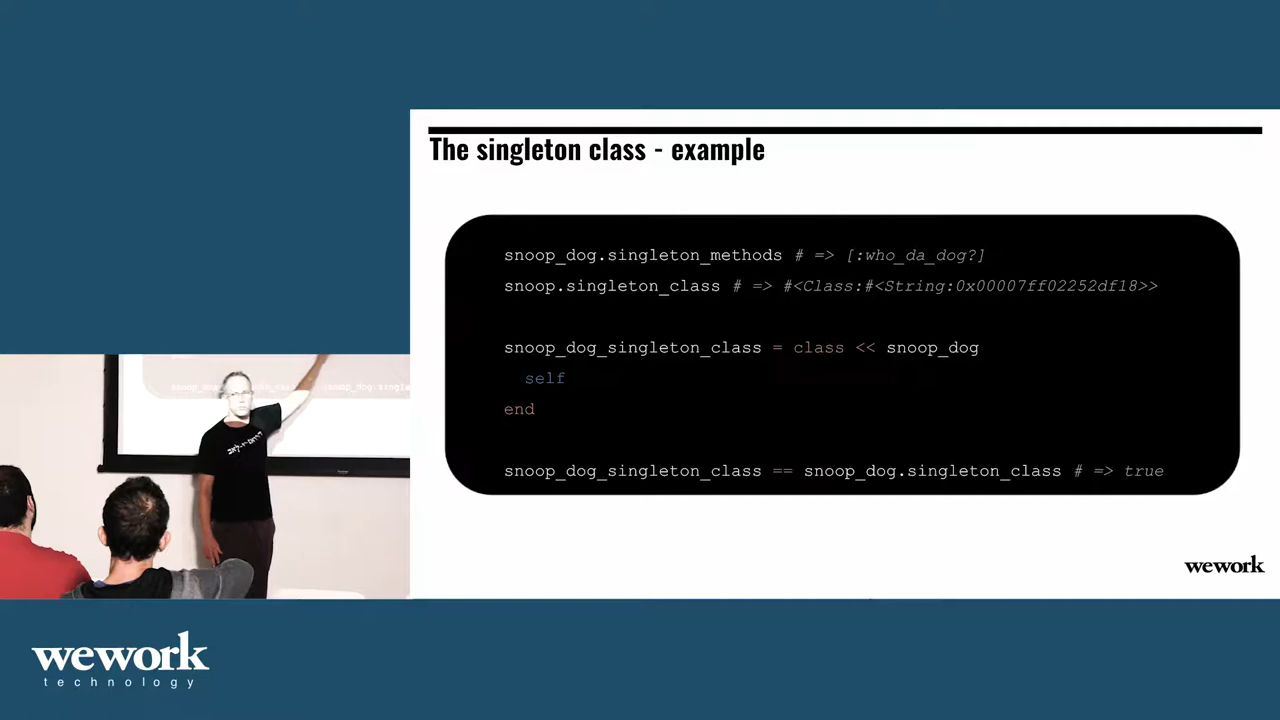 The singleton class - example
snoop_dog.singleton_methods # => [:who_da_dog?]
snoop.singleton_class # => #<Class:#<String:0x00007ff02252df18>>
snoop_dog_singleton_class = class << snoop_dog
self
end
snoop_dog_singleton_class == snoop_dog.singleton_class # => true
wework
wework
technology